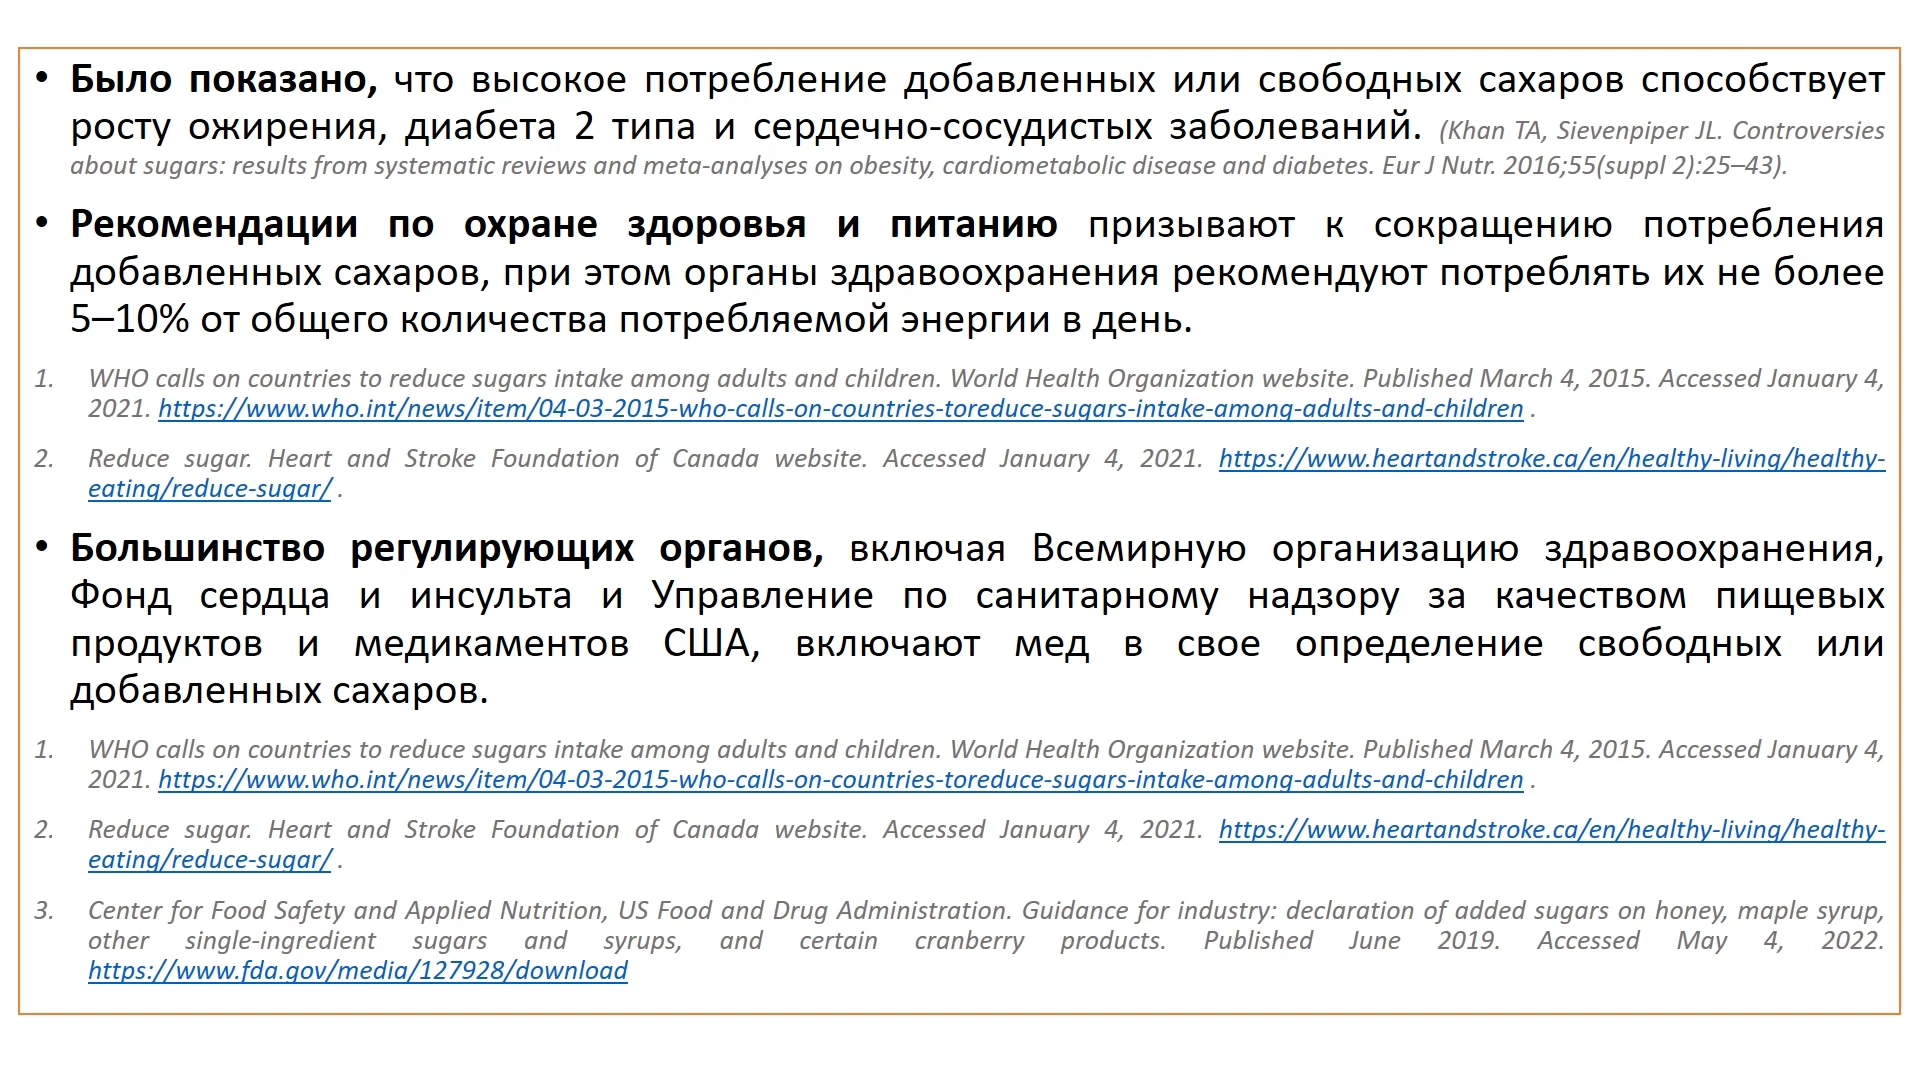 • Было показано, что высокое потребление добавленных или свободных сахаров способствует
росту ожирения, диабета 2 типа и сердечно-сосудистых заболеваний. (Khan TA, Sievenpiper JL. Controversies
about sugars: results from systematic reviews and meta-analyses on obesity, cardiometabolic disease and diabetes. Eur J Nutr. 2016;55(suppl 2):25–43).
• Рекомендации по охране здоровья и питанию призывают к сокращению потребления
добавленных сахаров, при этом органы здравоохранения рекомендуют потреблять их не более
5–10% от общего количества потребляемой энергии в день.
1. WHO calls on countries to reduce sugars intake among adults and children. World Health Organization website. Published March 4, 2015. Accessed January 4,
2021. https://www.who.int/news/item/04-03-2015-who-calls-on-countries-toreduce-sugars-intake-among-adults-and-children .
2. Reduce sugar. Heart and Stroke Foundation of Canada website. Accessed January 4, 2021. https://www.heartandstroke.ca/en/healthy-living/healthy-
eating/reduce-sugar/ .
• Большинство регулирующих органов, включая Всемирную организацию здравоохранения,
Фонд сердца и инсульта и Управление по санитарному надзору за качеством пищевых
продуктов и медикаментов США, включают мед в свое определение свободных или
добавленных сахаров.
1. WHO calls on countries to reduce sugars intake among adults and children. World Health Organization website. Published March 4, 2015. Accessed January 4,
2021. https://www.who.int/news/item/04-03-2015-who-calls-on-countries-toreduce-sugars-intake-among-adults-and-children .
2. Reduce sugar. Heart and Stroke Foundation of Canada website. Accessed January 4, 2021. https://www.heartandstroke.ca/en/healthy-living/healthy-
eating/reduce-sugar/ .
3. Center for Food Safety and Applied Nutrition, US Food and Drug Administration. Guidance for industry: declaration of added sugars on honey, maple syrup,
other single-ingredient sugars and syrups, and certain cranberry products. Published June 2019. Accessed May 4, 2022.
https://www.fda.gov/media/127928/download